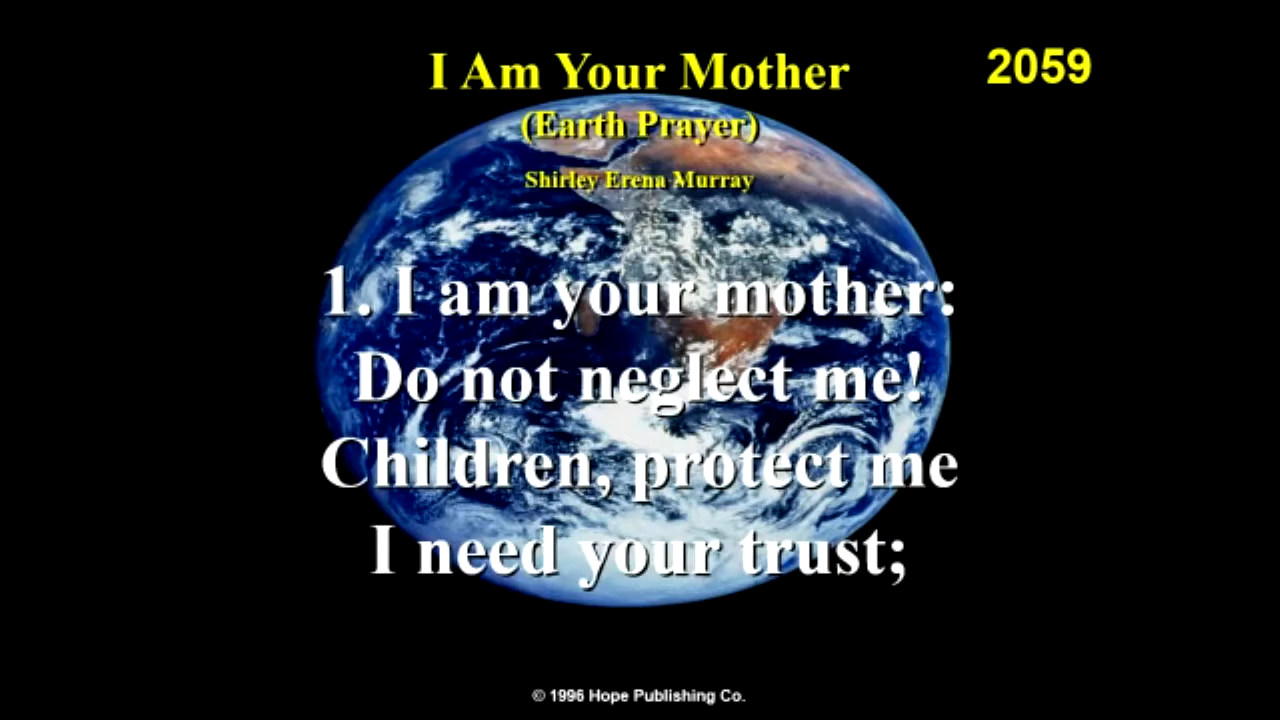 I Am Your Mother
2059
(Earth Prayer)
Shirley Erena Murray
1. I am your mother:
Do not neglect me!
Children, protect me
I need your trust;
© 1996 Hope Publishing Co.